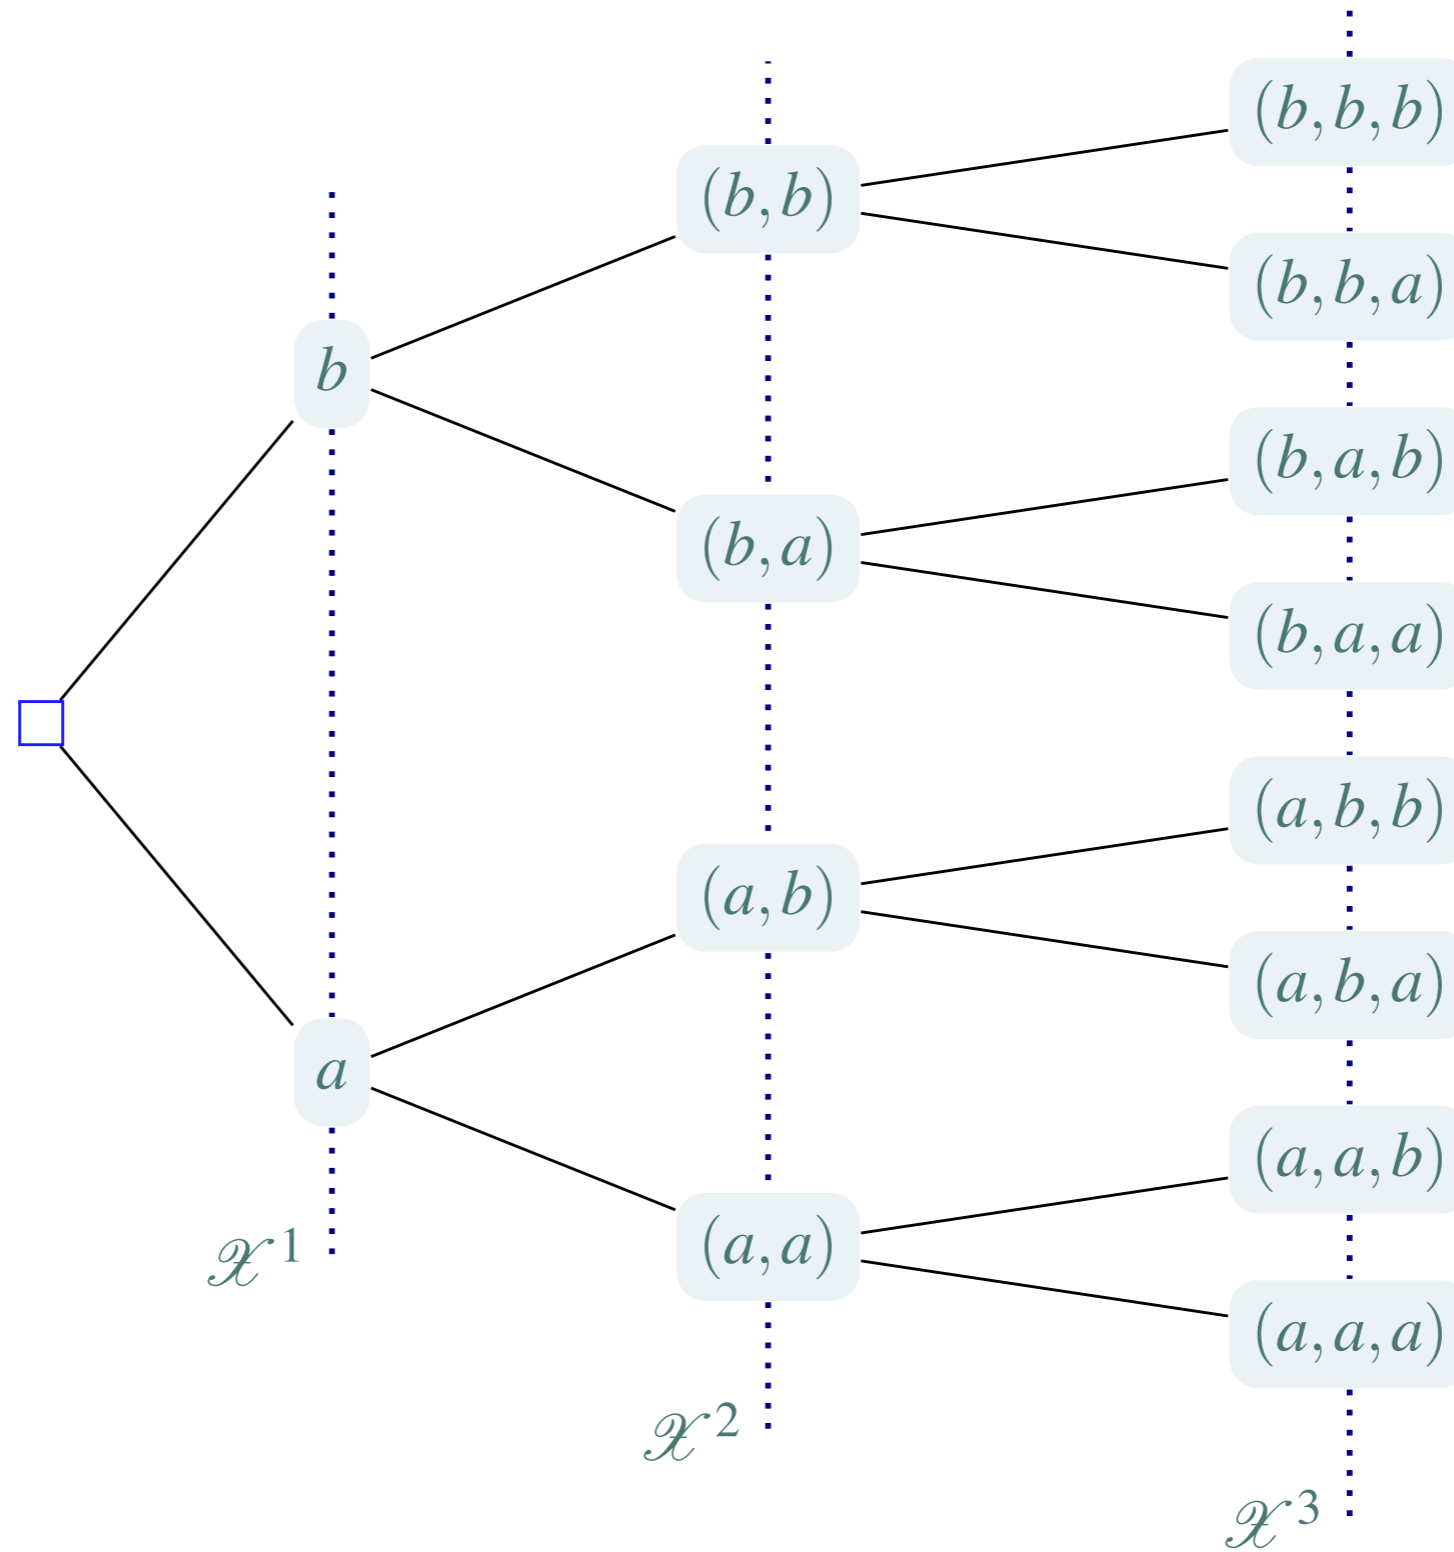 (b,b,b)
(b,b)
(b,b,a)
b
(b,a,b)
(b,a)
(b,a,a)
(a,b,b)
(a,b)
(a,b,a)
a
(a,a,b)
𝒳¹
(a,a)
(a,a,a)
𝒳²
𝒳³